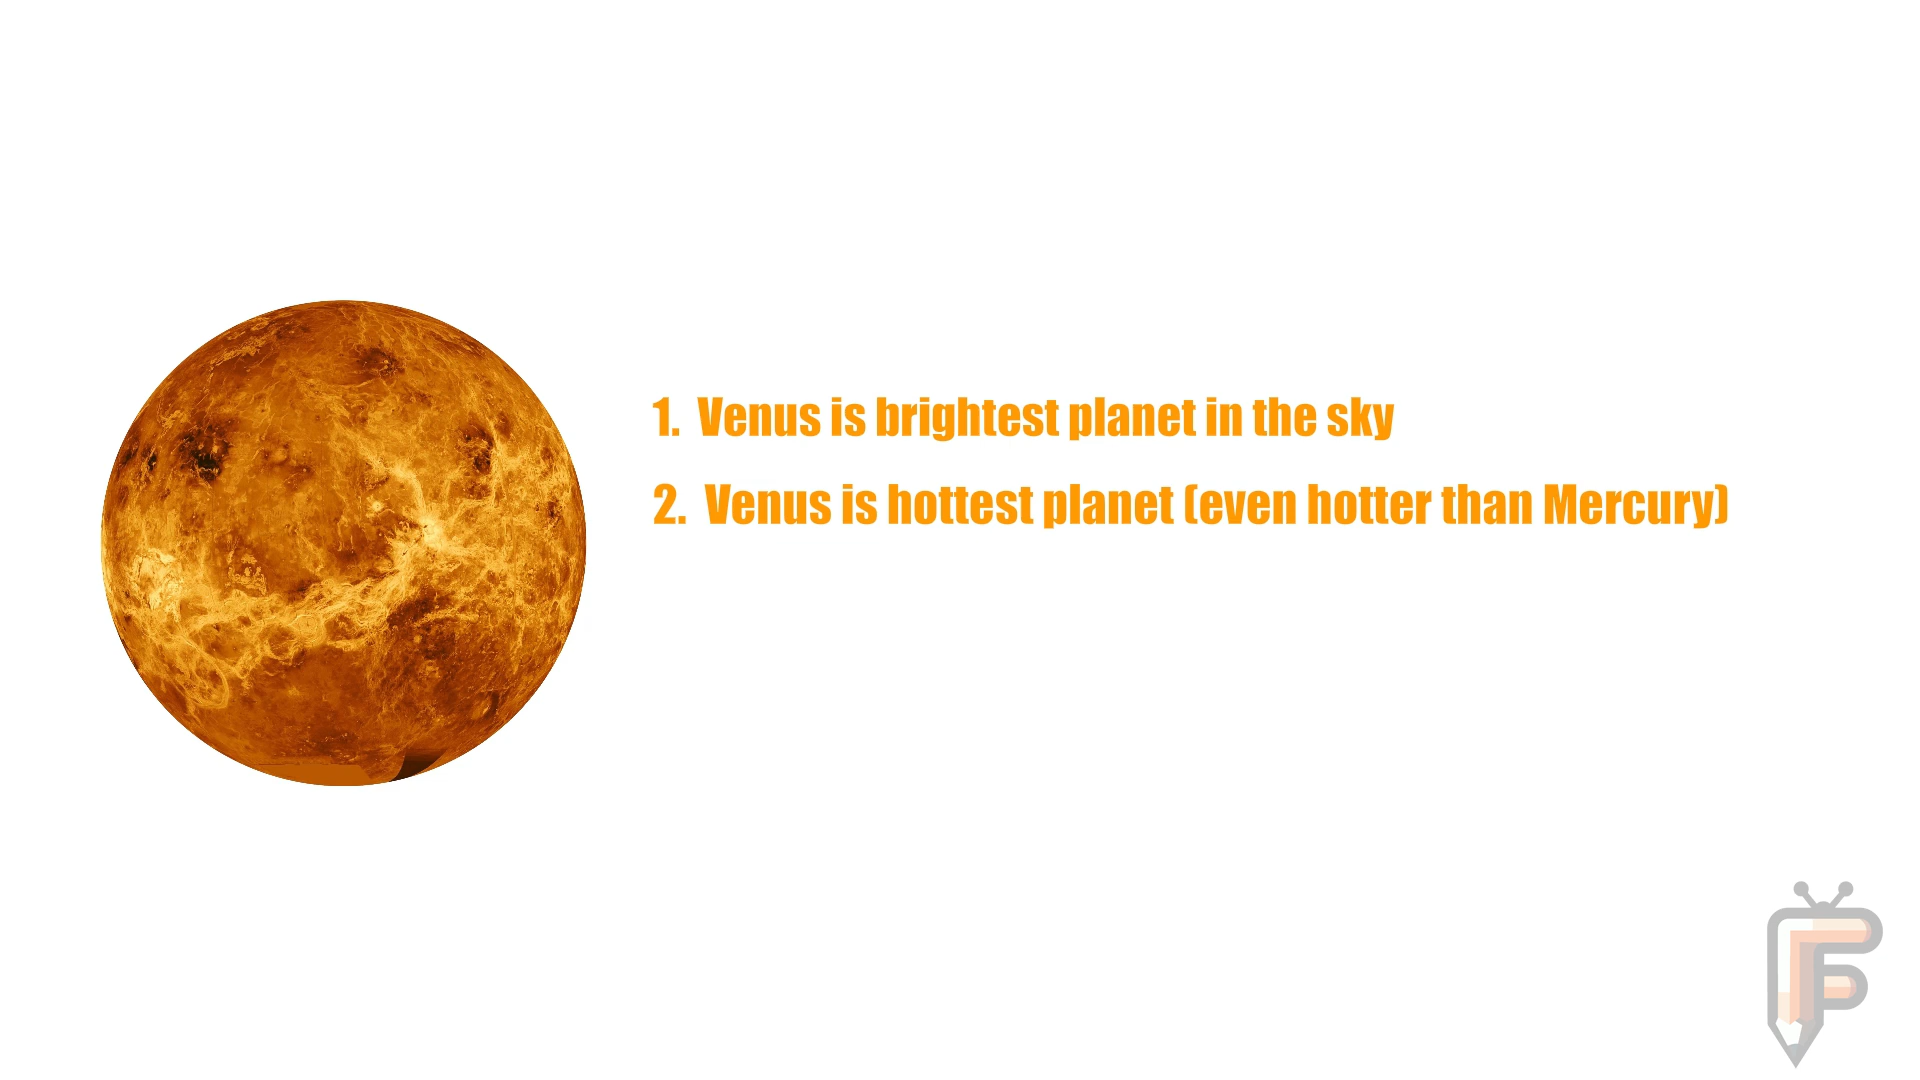 1. Venus is brightest planet in the sky
2. Venus is hottest planet (even hotter than Mercury)